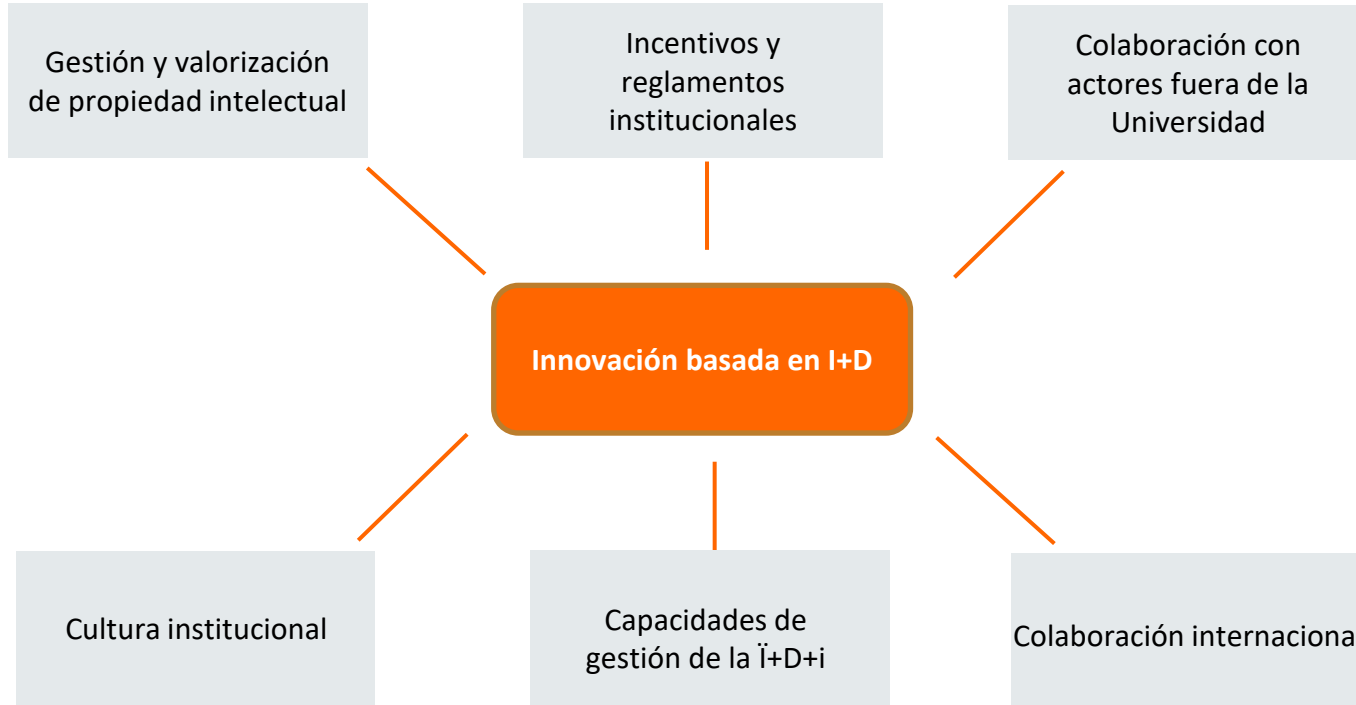 Gestión y valorización
de propiedad intelectual
Incentivos y
reglamentos
institucionales
Colaboración con
actores fuera de la
Universidad
Innovación basada en I+D
Cultura institucional
Capacidades de
gestión de la Ï+D+i
Colaboración internaciona